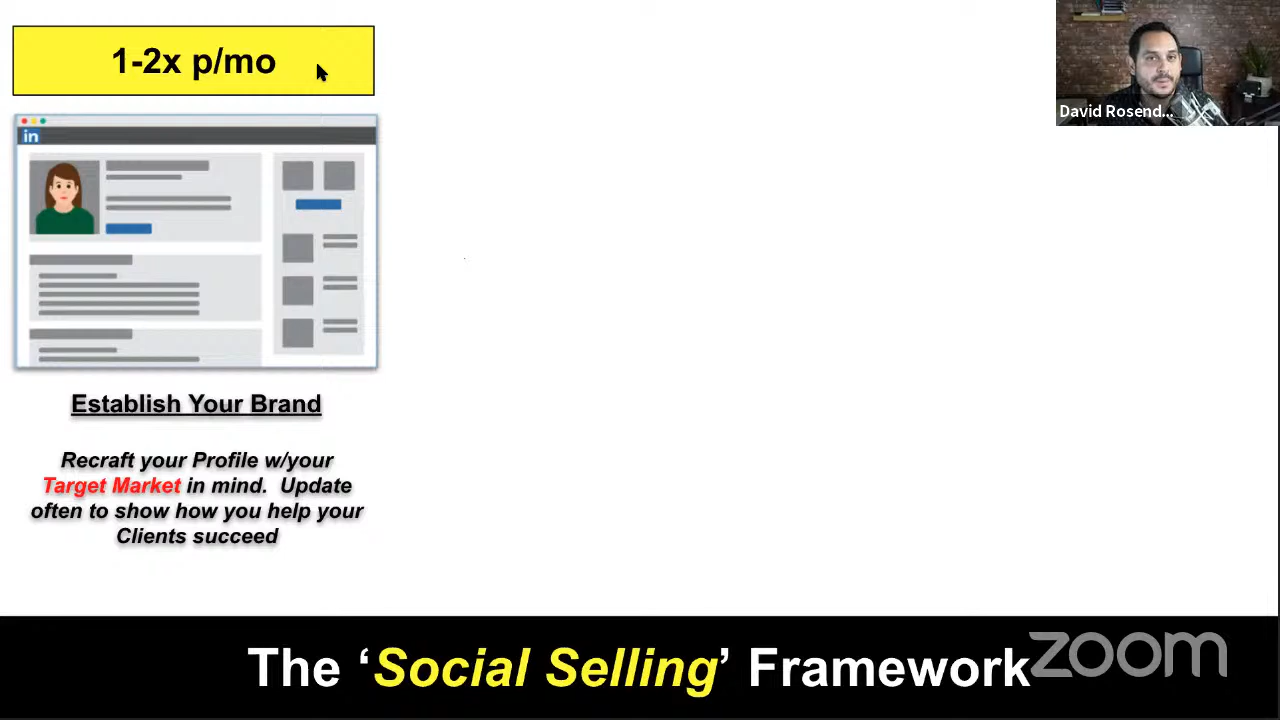 1-2x p/mo
David Rosend...
in
Establish Your Brand
Recraft your Profile w/your
Target Market in mind.  Update
often to show how you help your
Clients succeed
The ‘Social Selling’ Framework
zoom